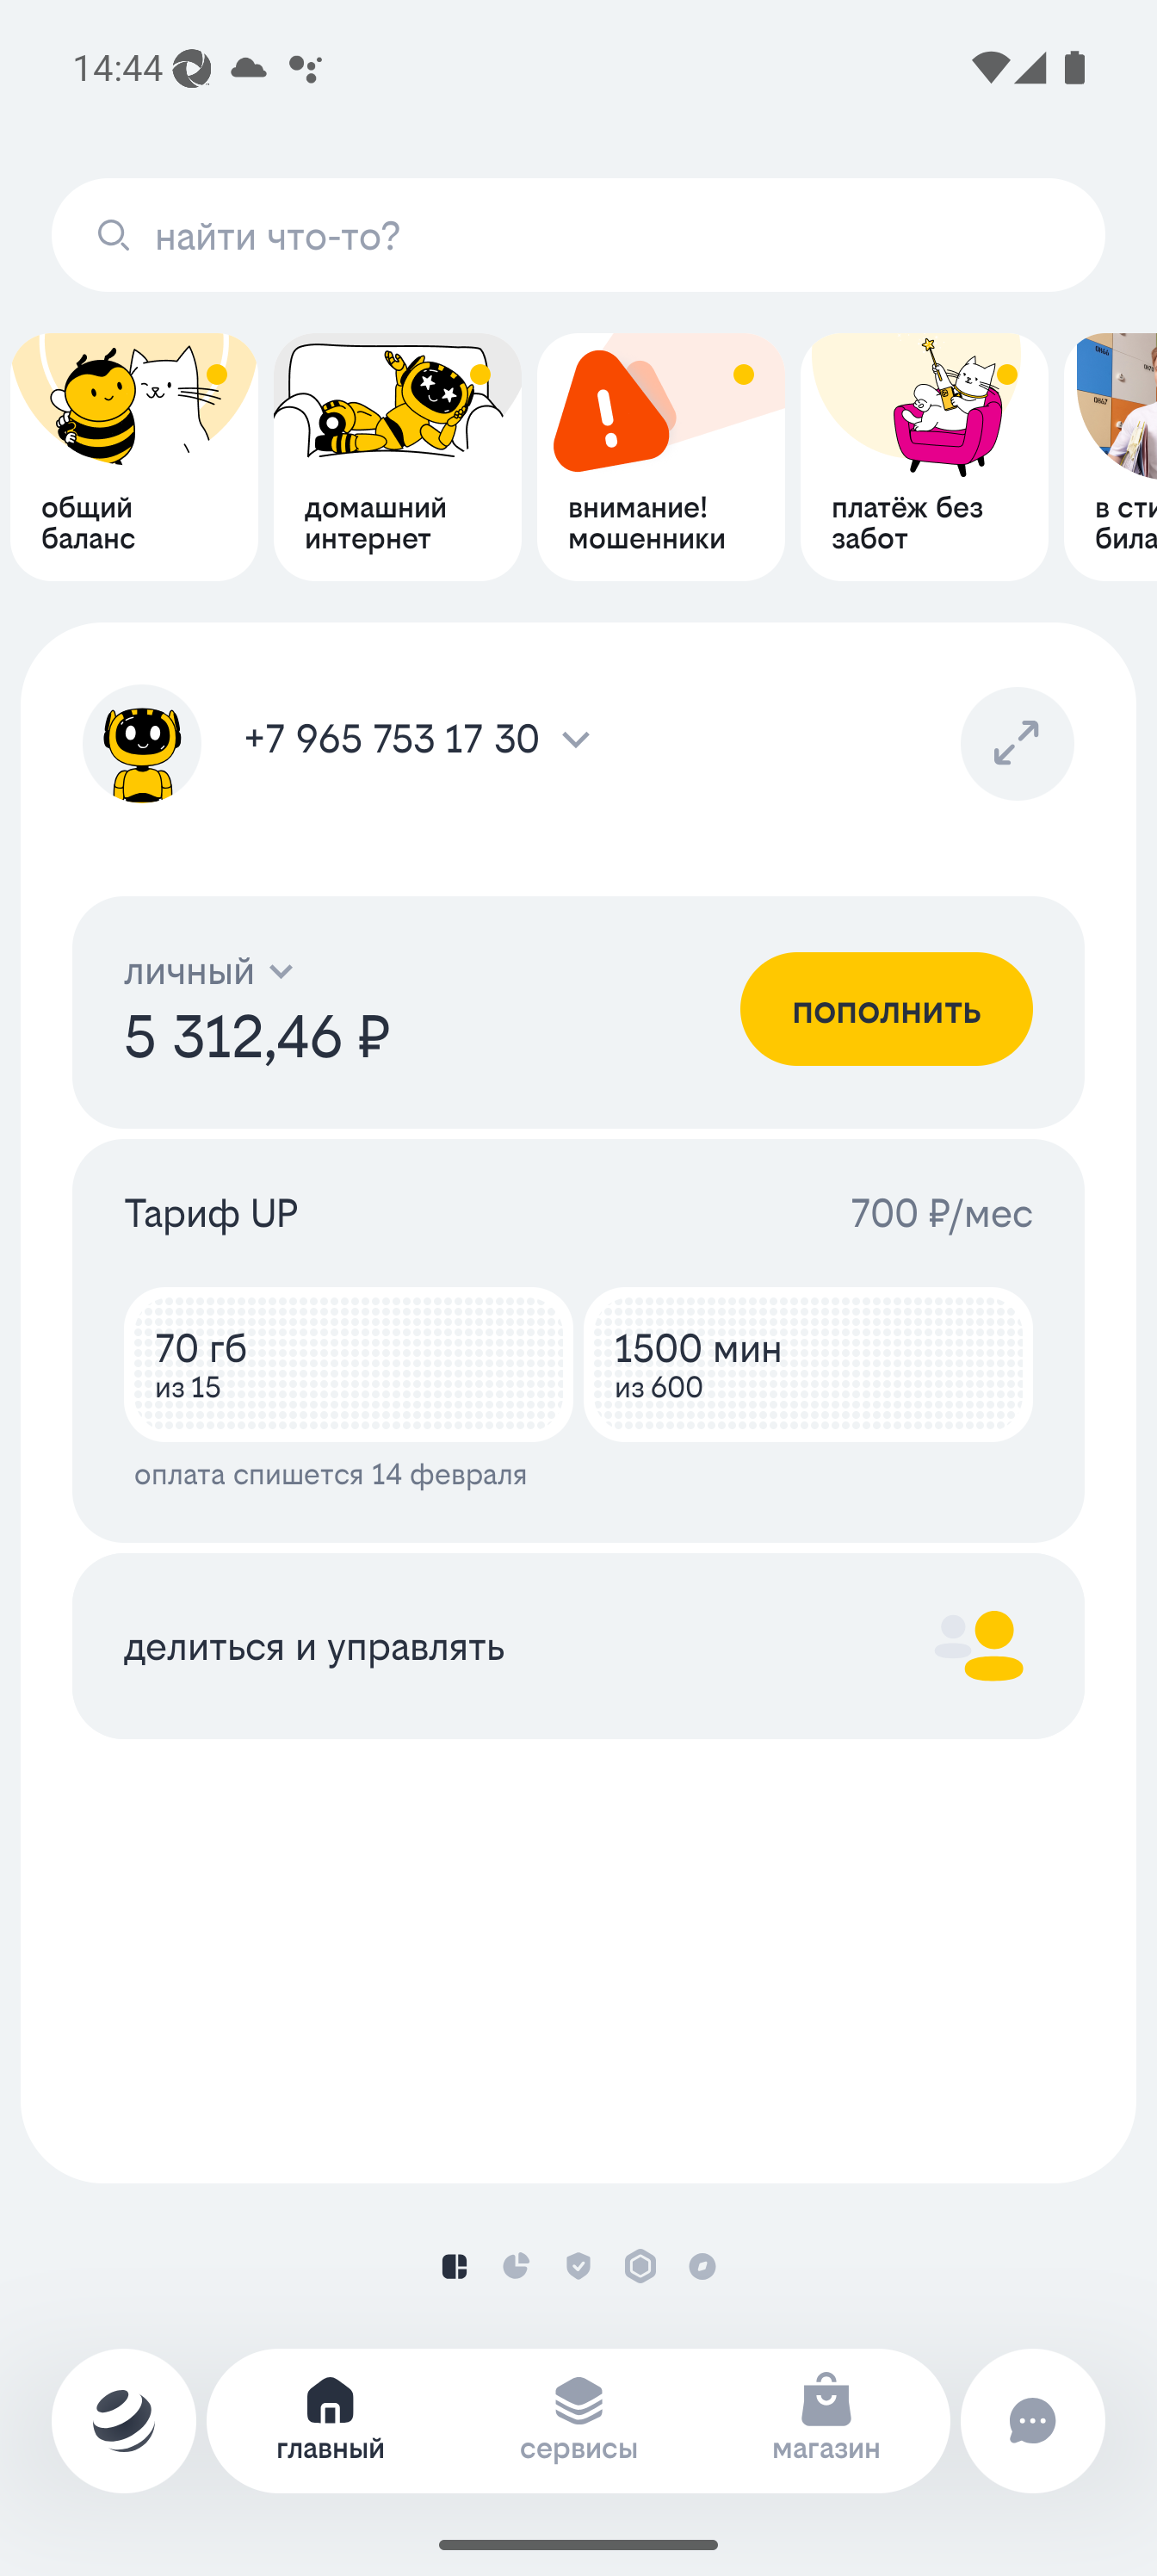 14:44
найти что-то?
общий
баланс
домашний
интернет
внимание!
мошенники
платёж без
забот
в сти
била
+7 965 753 17 30
личный
5 312,46 ₽
пополнить
Тариф UP
700 ₽/мес
70 гб
из 15
1500 мин
из 600
оплата спишется 14 февраля
делиться и управлять
главный
сервисы
магазин